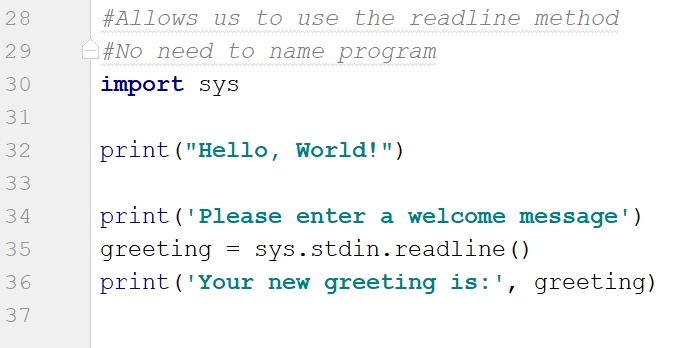 28 #Allows us to use the readline method
29 #No need to name program
30 import sys
31
32 print("Hello, World!")
33
34 print('Please enter a welcome message')
35 greeting = sys.stdin.readline()
36 print('Your new greeting is:', greeting)
37